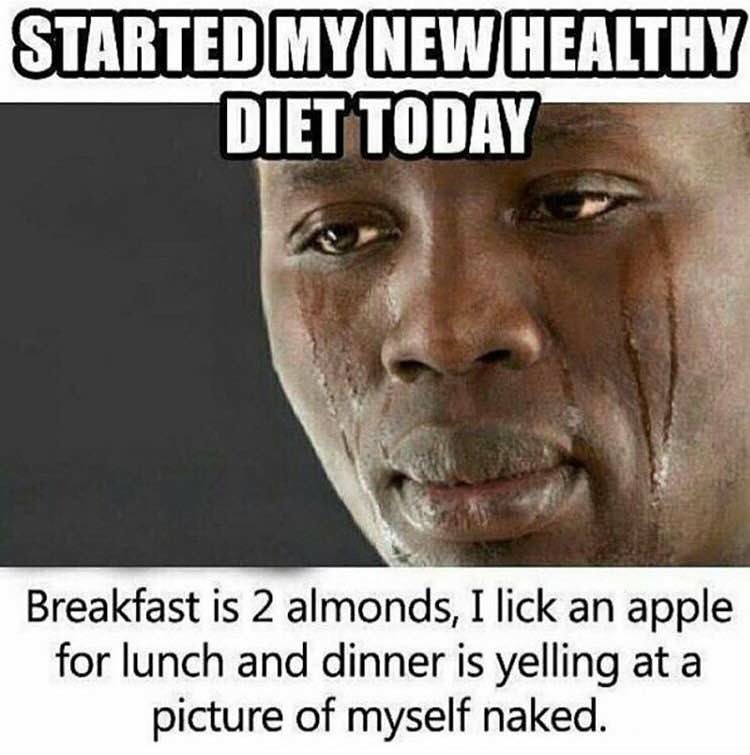 STARTED MY NEW HEALTHY
DIET TODAY
Breakfast is 2 almonds, I lick an apple
for lunch and dinner is yelling at a
picture of myself naked.